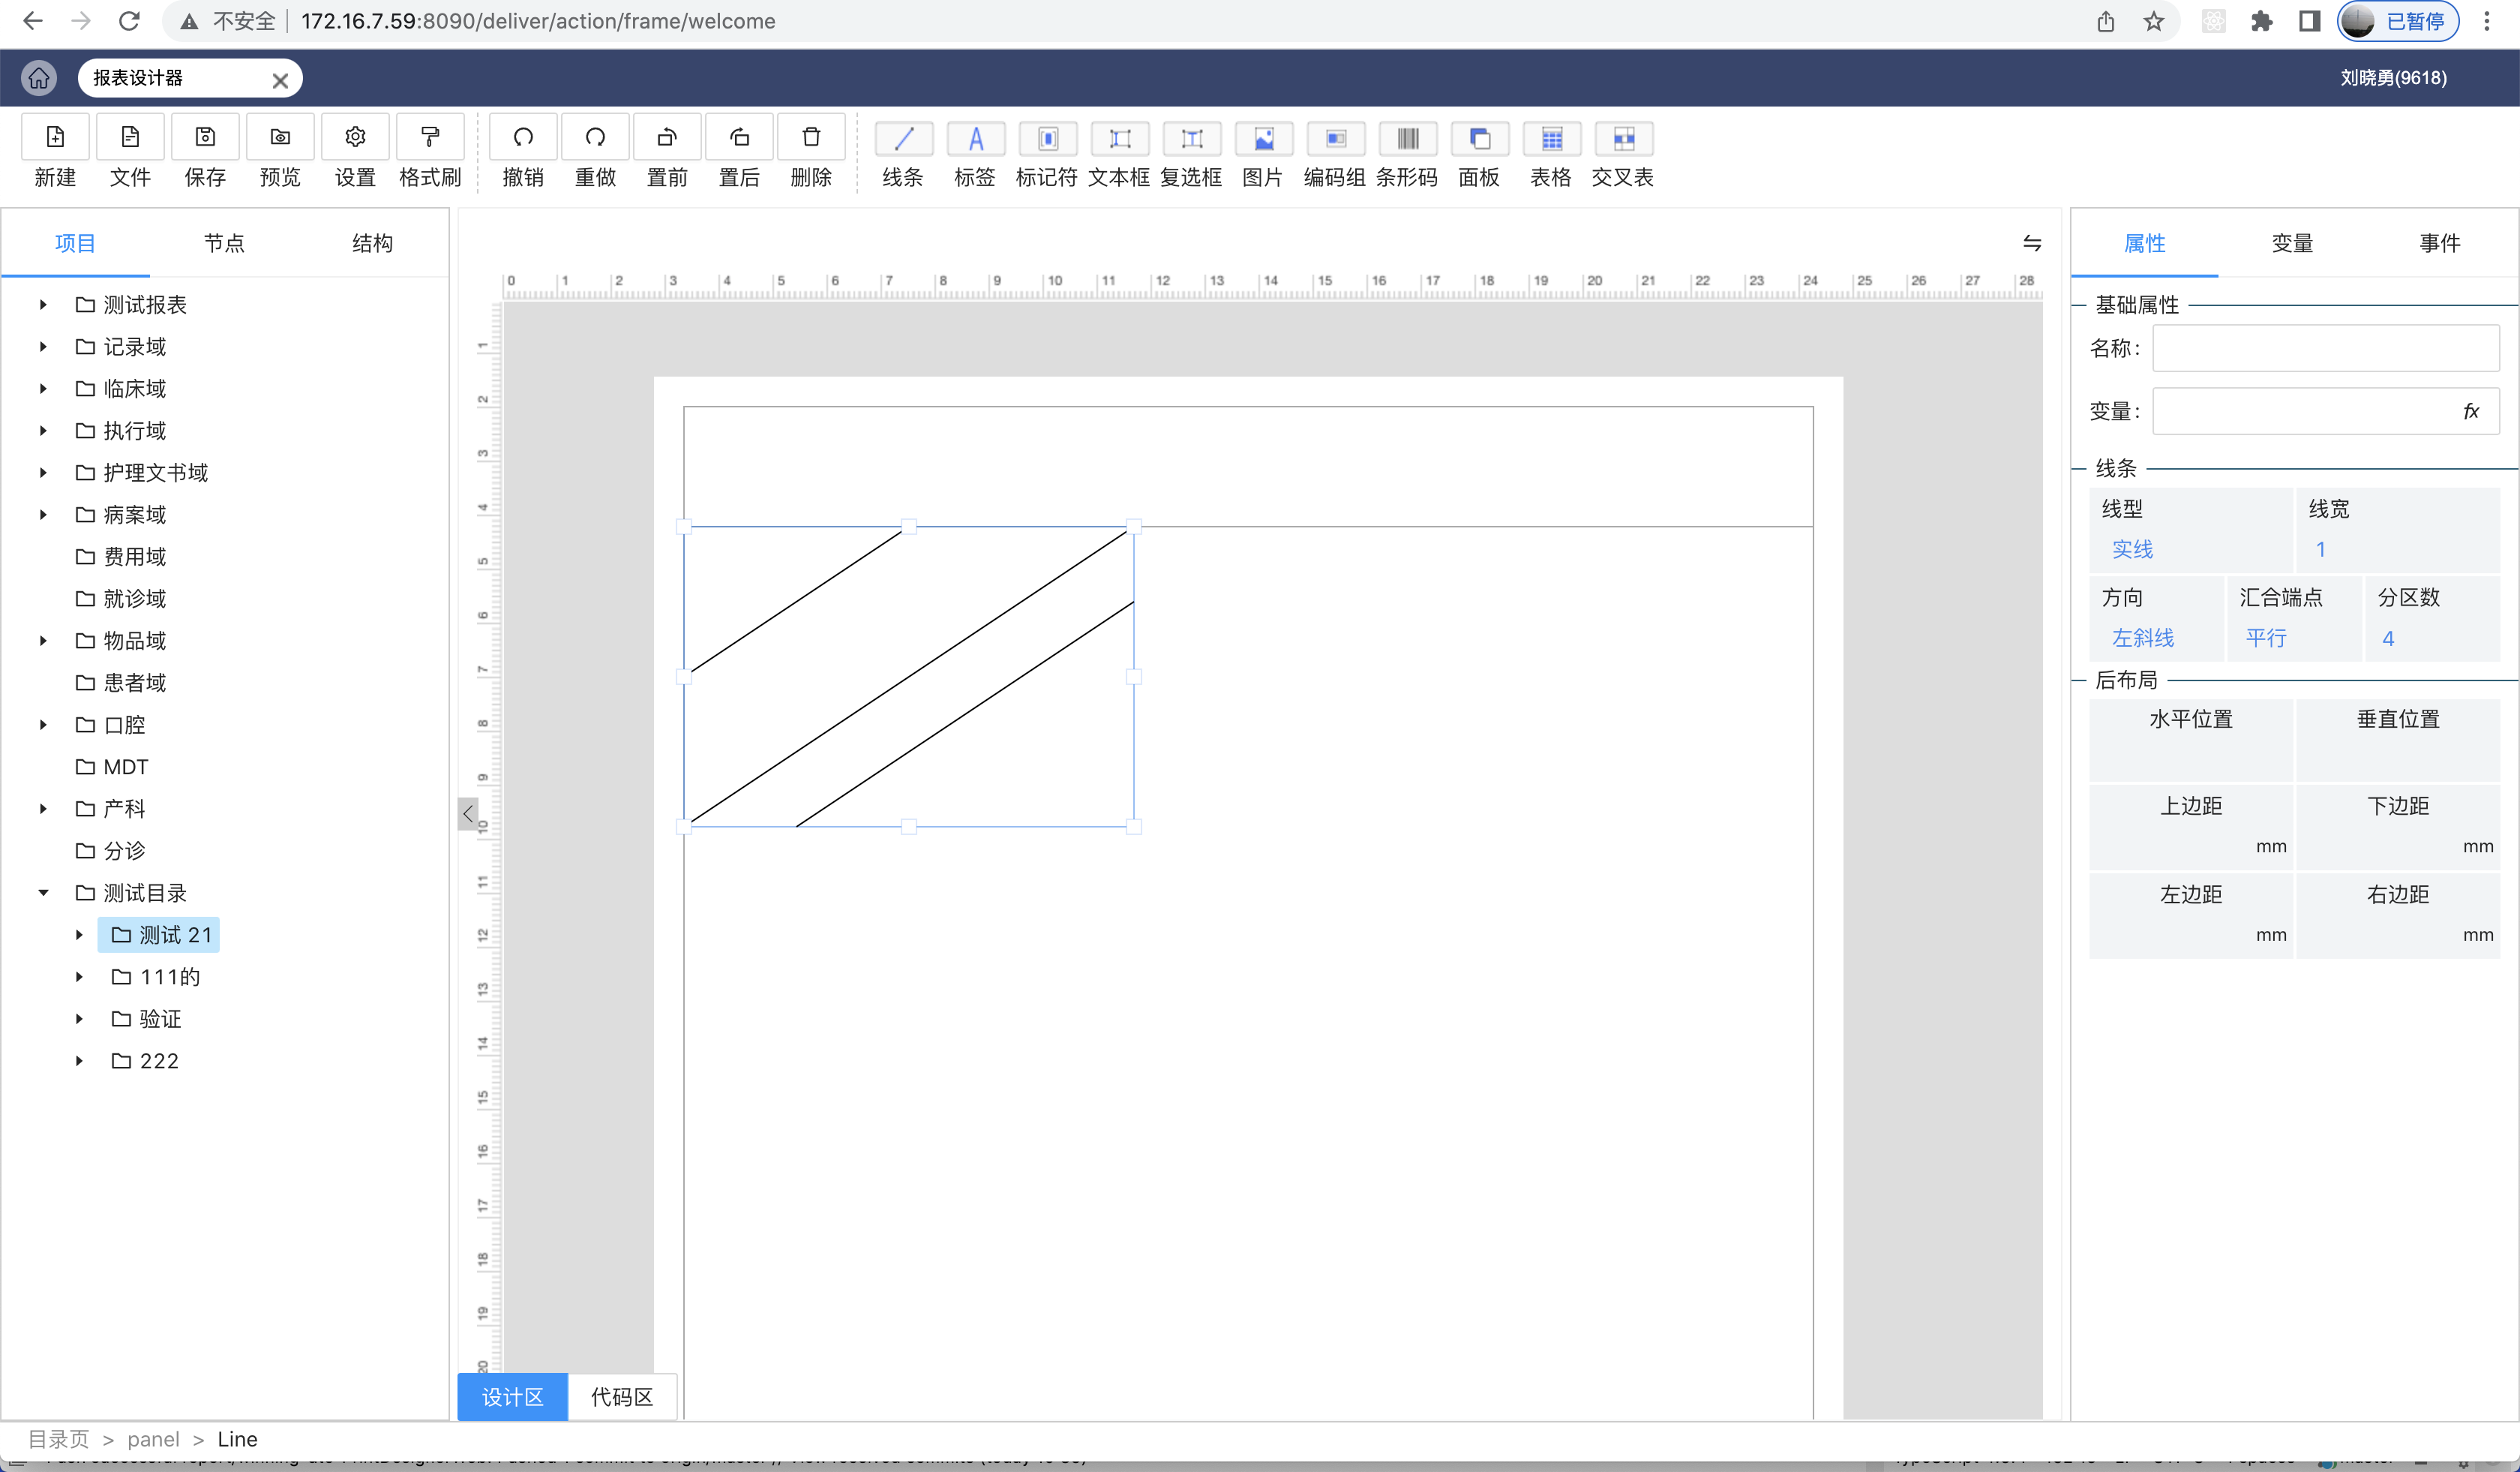 不安全 172.16.7.59:8090/deliver/action/frame/welcome 已暂停
报表设计器 刘晓勇(9618)
新建 文件 保存 预览 设置 格式刷 撤销 重做 置前 置后 删除 线条 标签 标记符 文本框 复选框 图片 编码组 条形码 面板 表格 交叉表
项目 节点 结构
属性 变量 事件
0 1 2 3 4 5 6 7 8 9 10 11 12 13 14 15 16 17 18 19 20 21 22 23 24 25 26 27 28
1
2
3
4
5
6
7
8
9
10
11
12
13
14
15
16
17
18
19
20
测试报表
记录域
临床域
执行域
护理文书域
病案域
费用域
就诊域
物品域
患者域
口腔
MDT
产科
分诊
测试目录
测试 21
111的
验证
222
基础属性
名称:
变量: fx
线条
线型 线宽
实线 1
方向 汇合端点 分区数
左斜线 平行 4
后布局
水平位置 垂直位置
上边距 下边距
mm mm
左边距 右边距
mm mm
设计区 代码区
目录页 > panel > Line